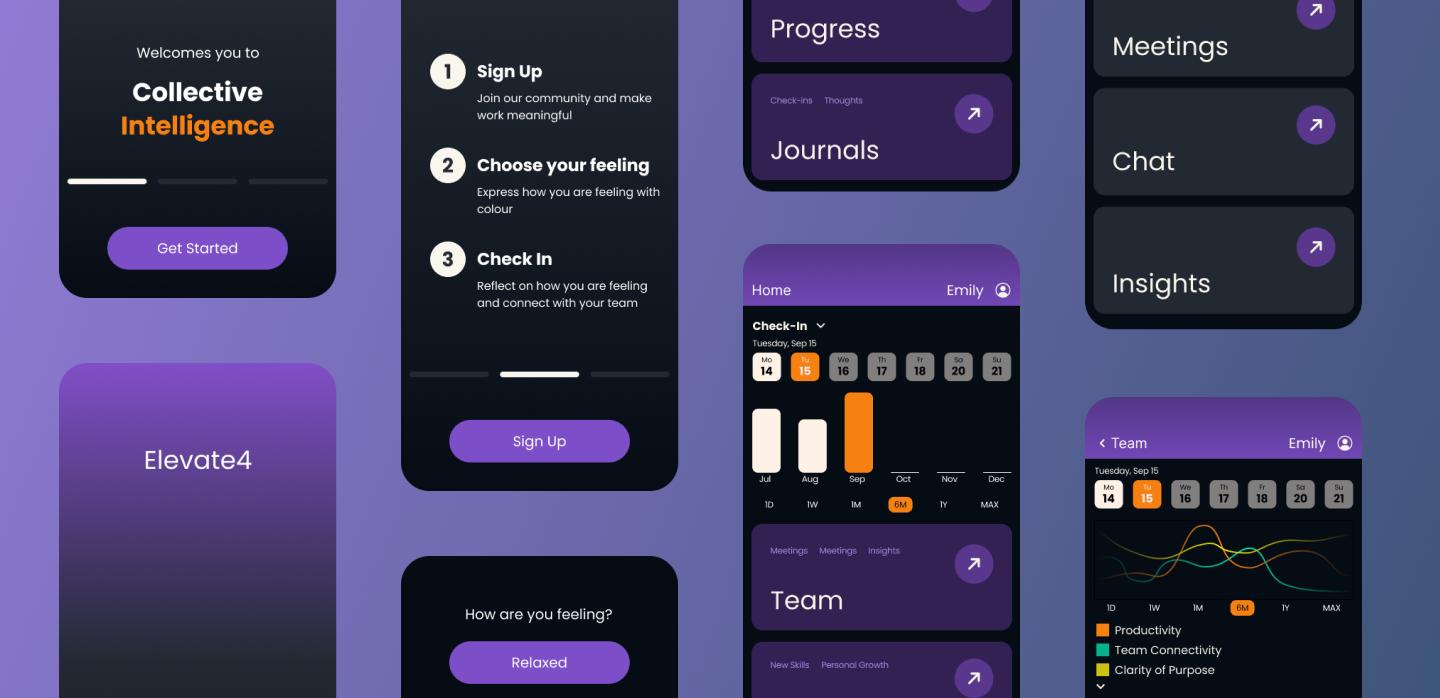 Welcomes you to
Collective
Intelligence
Get Started
Elevate4
1
Sign Up
Join our community and make
work meaningful
2
Choose your feeling
Express how you are feeling with
colour
3
Check In
Reflect on how you are feeling
and connect with your team
Sign Up
How are you feeling?
Relaxed
Progress
Check-ins Thoughts
Journals
Home Emily
Check-In
Tuesday, Sep 15
Mo Tu We Th Fr Sa Su
14 15 16 17 18 20 21
Jul Aug Sep Oct Nov Dec
1D 1W 1M 6M 1Y MAX
Meetings Meetings Insights
Team
New Skills Personal Growth
Meetings
Chat
Insights
Team Emily
Tuesday, Sep 15
Mo Tu We Th Fr Sa Su
14 15 16 17 18 20 21
1D 1W 1M 6M 1Y MAX
Productivity
Team Connectivity
Clarity of Purpose